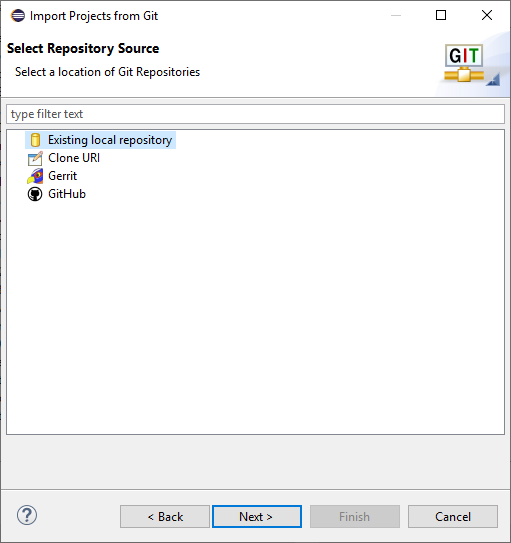 Import Projects from Git
Select Repository Source
Select a location of Git Repositories
GIT
type filter text
Existing local repository
Clone URI
Gerrit
GitHub
?
< Back
Next >
Finish
Cancel